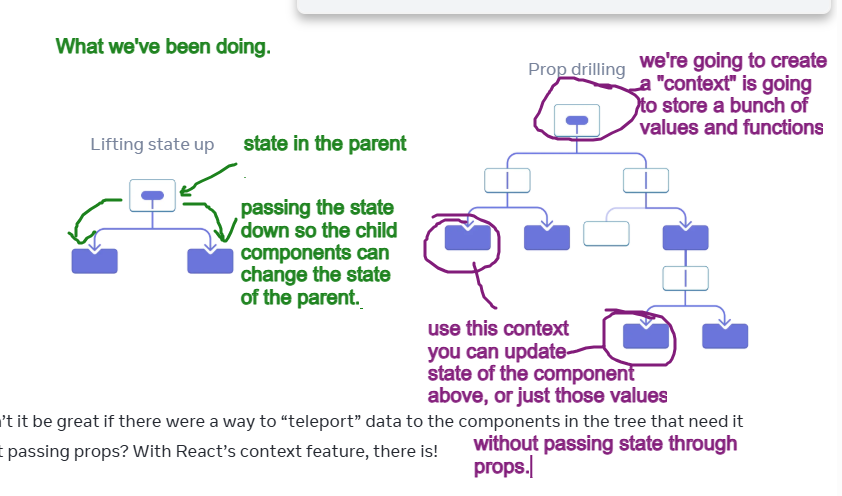 What we've been doing.
Prop drilling
we're going to create
a "context" is going
to store a bunch of
values and functions
Lifting state up
state in the parent
passing the state
down so the child
components can
change the state
of the parent.
use this context
you can update
state of the component
above, or just those values
't it be great if there were a way to “teleport” data to the components in the tree that need it
t passing props? With React’s context feature, there is!
without passing state through
props.